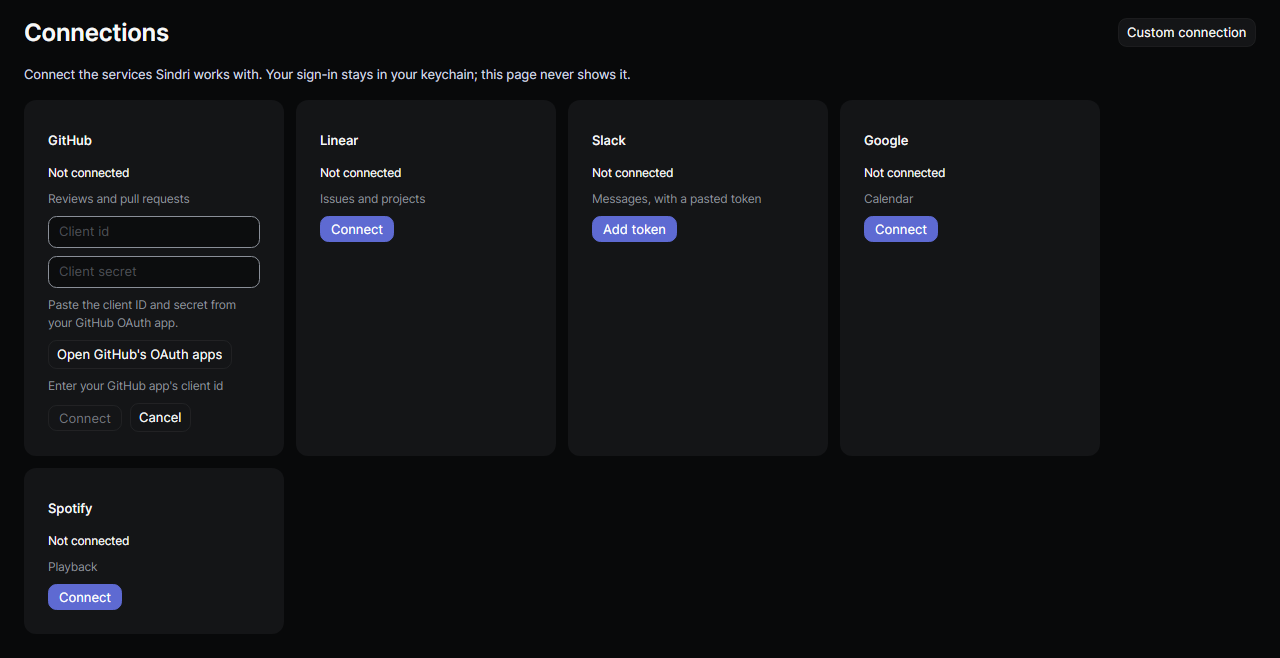 Connections
Custom connection
Connect the services Sindri works with. Your sign-in stays in your keychain; this page never shows it.
GitHub
Not connected
Reviews and pull requests
Client id
Client secret
Paste the client ID and secret from
your GitHub OAuth app.
Open GitHub's OAuth apps
Enter your GitHub app's client id
Connect
Cancel
Linear
Not connected
Issues and projects
Connect
Slack
Not connected
Messages, with a pasted token
Add token
Google
Not connected
Calendar
Connect
Spotify
Not connected
Playback
Connect